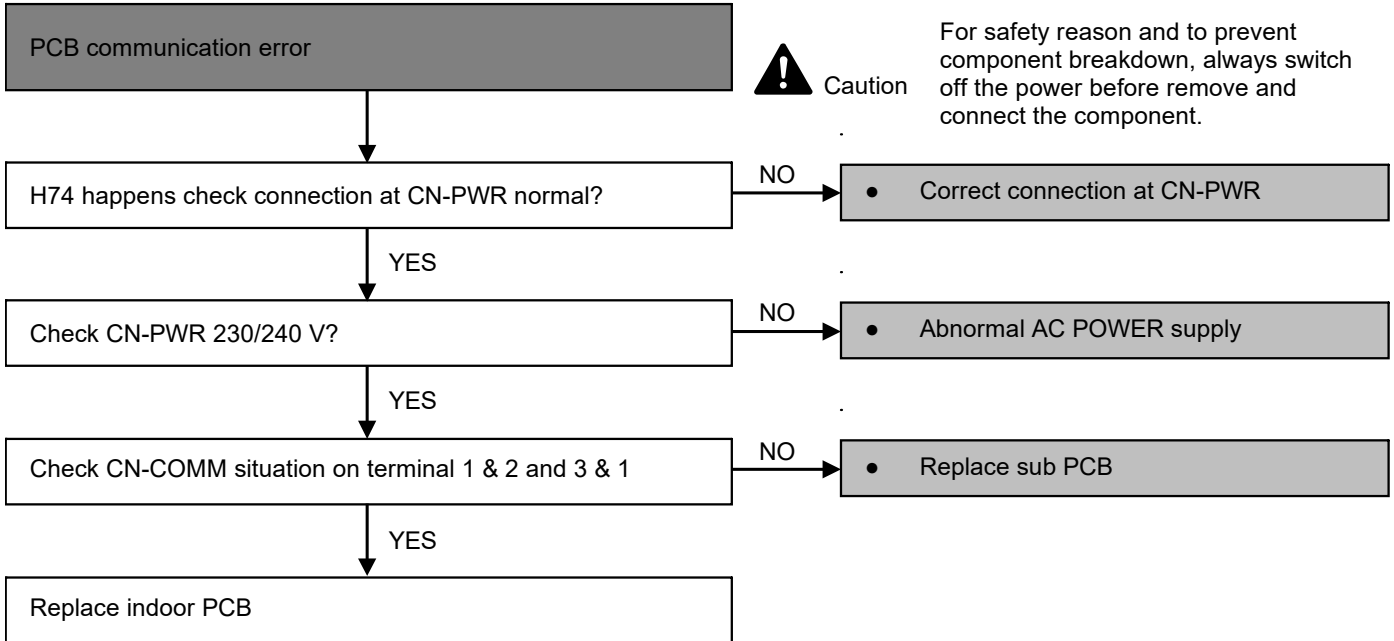 PCB communication error
Caution
For safety reason and to prevent
component breakdown, always switch
off the power before remove and
connect the component.
.
H74 happens check connection at CN-PWR normal?
NO
• Correct connection at CN-PWR
YES
.
Check CN-PWR 230/240 V?
NO
• Abnormal AC POWER supply
YES
.
Check CN-COMM situation on terminal 1 & 2 and 3 & 1
NO
• Replace sub PCB
YES
Replace indoor PCB